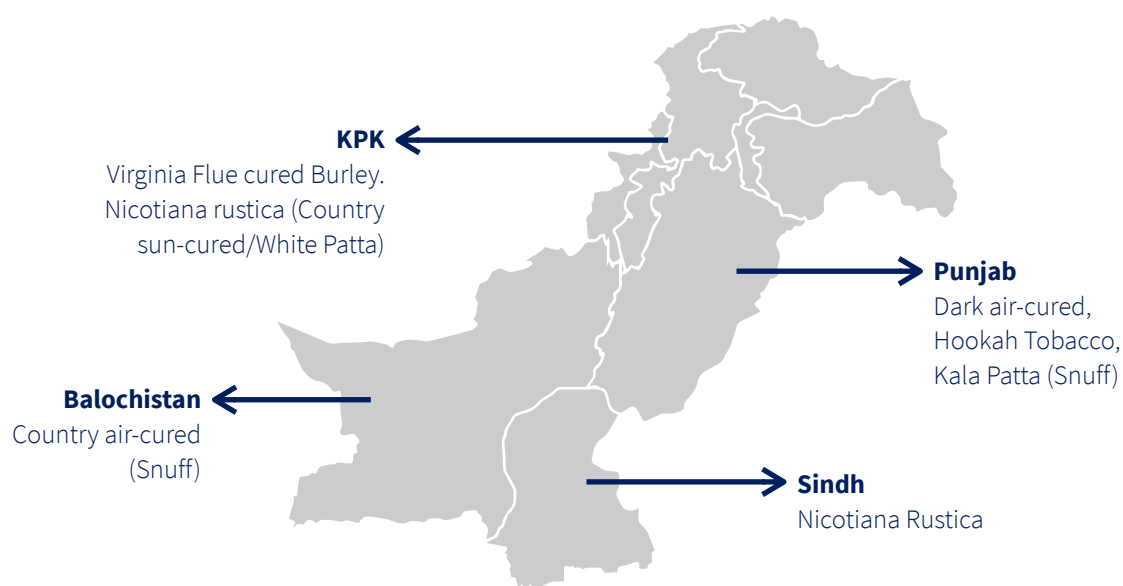 KPK
Virginia Flue cured Burley.
Nicotiana rustica (Country
sun-cured/White Patta)
Punjab
Dark air-cured,
Hookah Tobacco,
Kala Patta (Snuff)
Balochistan
Country air-cured
(Snuff)
Sindh
Nicotiana Rustica